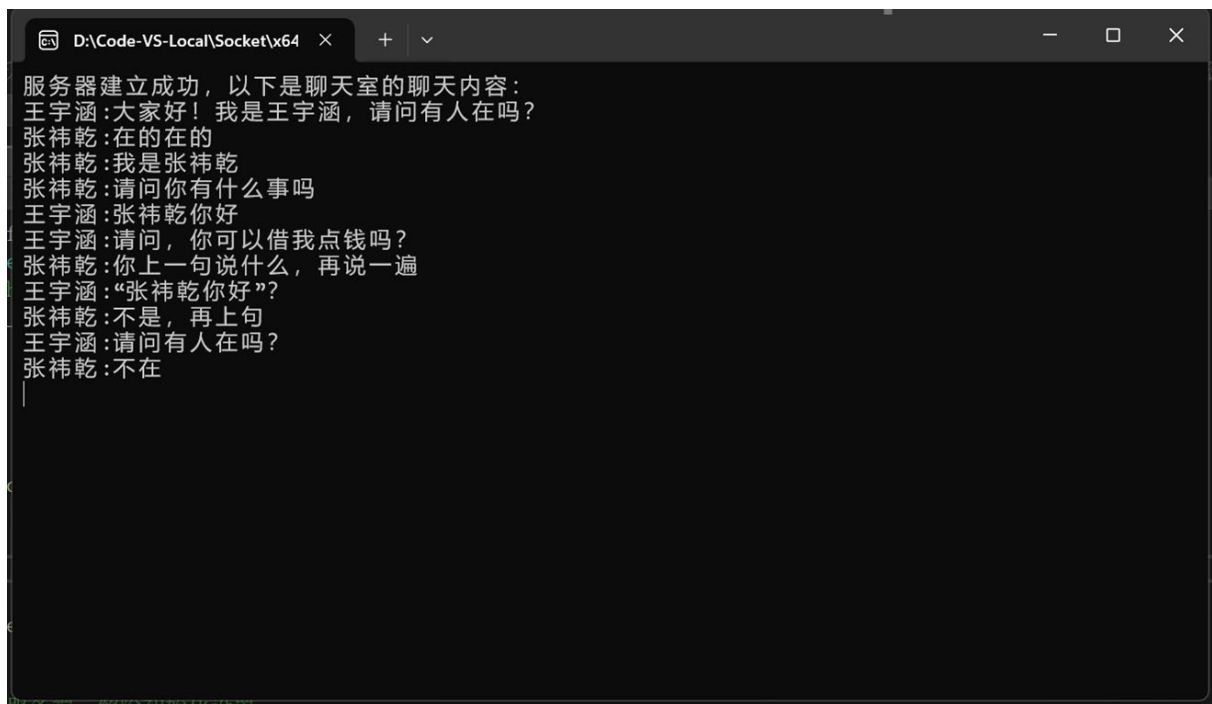 D:\Code-VS-Local\Socket\x64
服务器建立成功，以下是聊天室的聊天内容：
王宇涵:大家好！我是王宇涵，请问有人在吗？
张祎乾:在的在的
张祎乾:我是张祎乾
张祎乾:请问你有什么事吗
王宇涵:张祎乾你好
王宇涵:请问，你可以借我点钱吗？
张祎乾:你上一句说什么，再说一遍
王宇涵:“张祎乾你好”？
张祎乾:不是，再上句
王宇涵:请问有人在吗？
张祎乾:不在